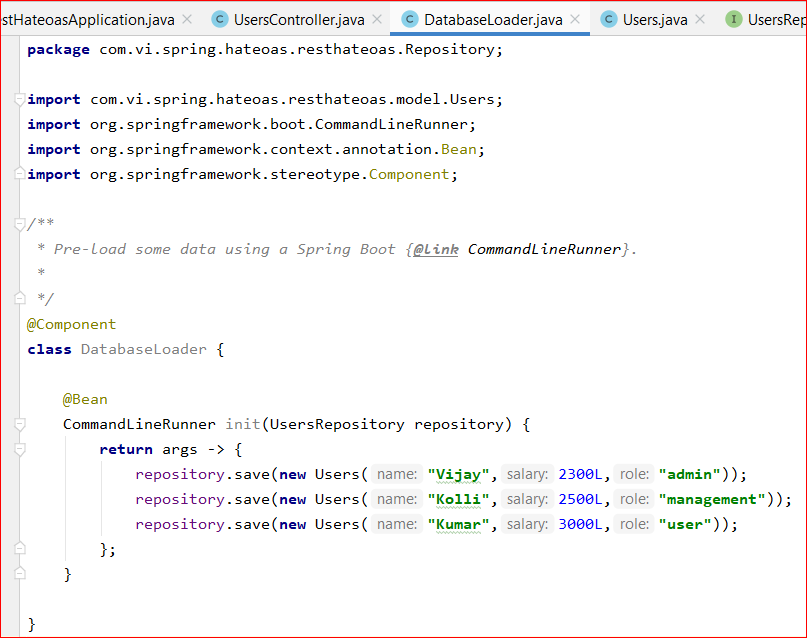 stHateoasApplication.java × C UsersController.java × C DatabaseLoader.java × C Users.java × I UsersRep
package com.vi.spring.hateoas.resthateoas.Repository;
import com.vi.spring.hateoas.resthateoas.model.Users;
import org.springframework.boot.CommandLineRunner;
import org.springframework.context.annotation.Bean;
import org.springframework.stereotype.Component;
/**
 * Pre-load some data using a Spring Boot {@link CommandLineRunner}.
 *
 */
@Component
class DatabaseLoader {
    @Bean
    CommandLineRunner init(UsersRepository repository) {
        return args -> {
            repository.save(new Users( name: "Vijay", salary: 2300L, role: "admin"));
            repository.save(new Users( name: "Kolli", salary: 2500L, role: "management"));
            repository.save(new Users( name: "Kumar", salary: 3000L, role: "user"));
        };
    }
}